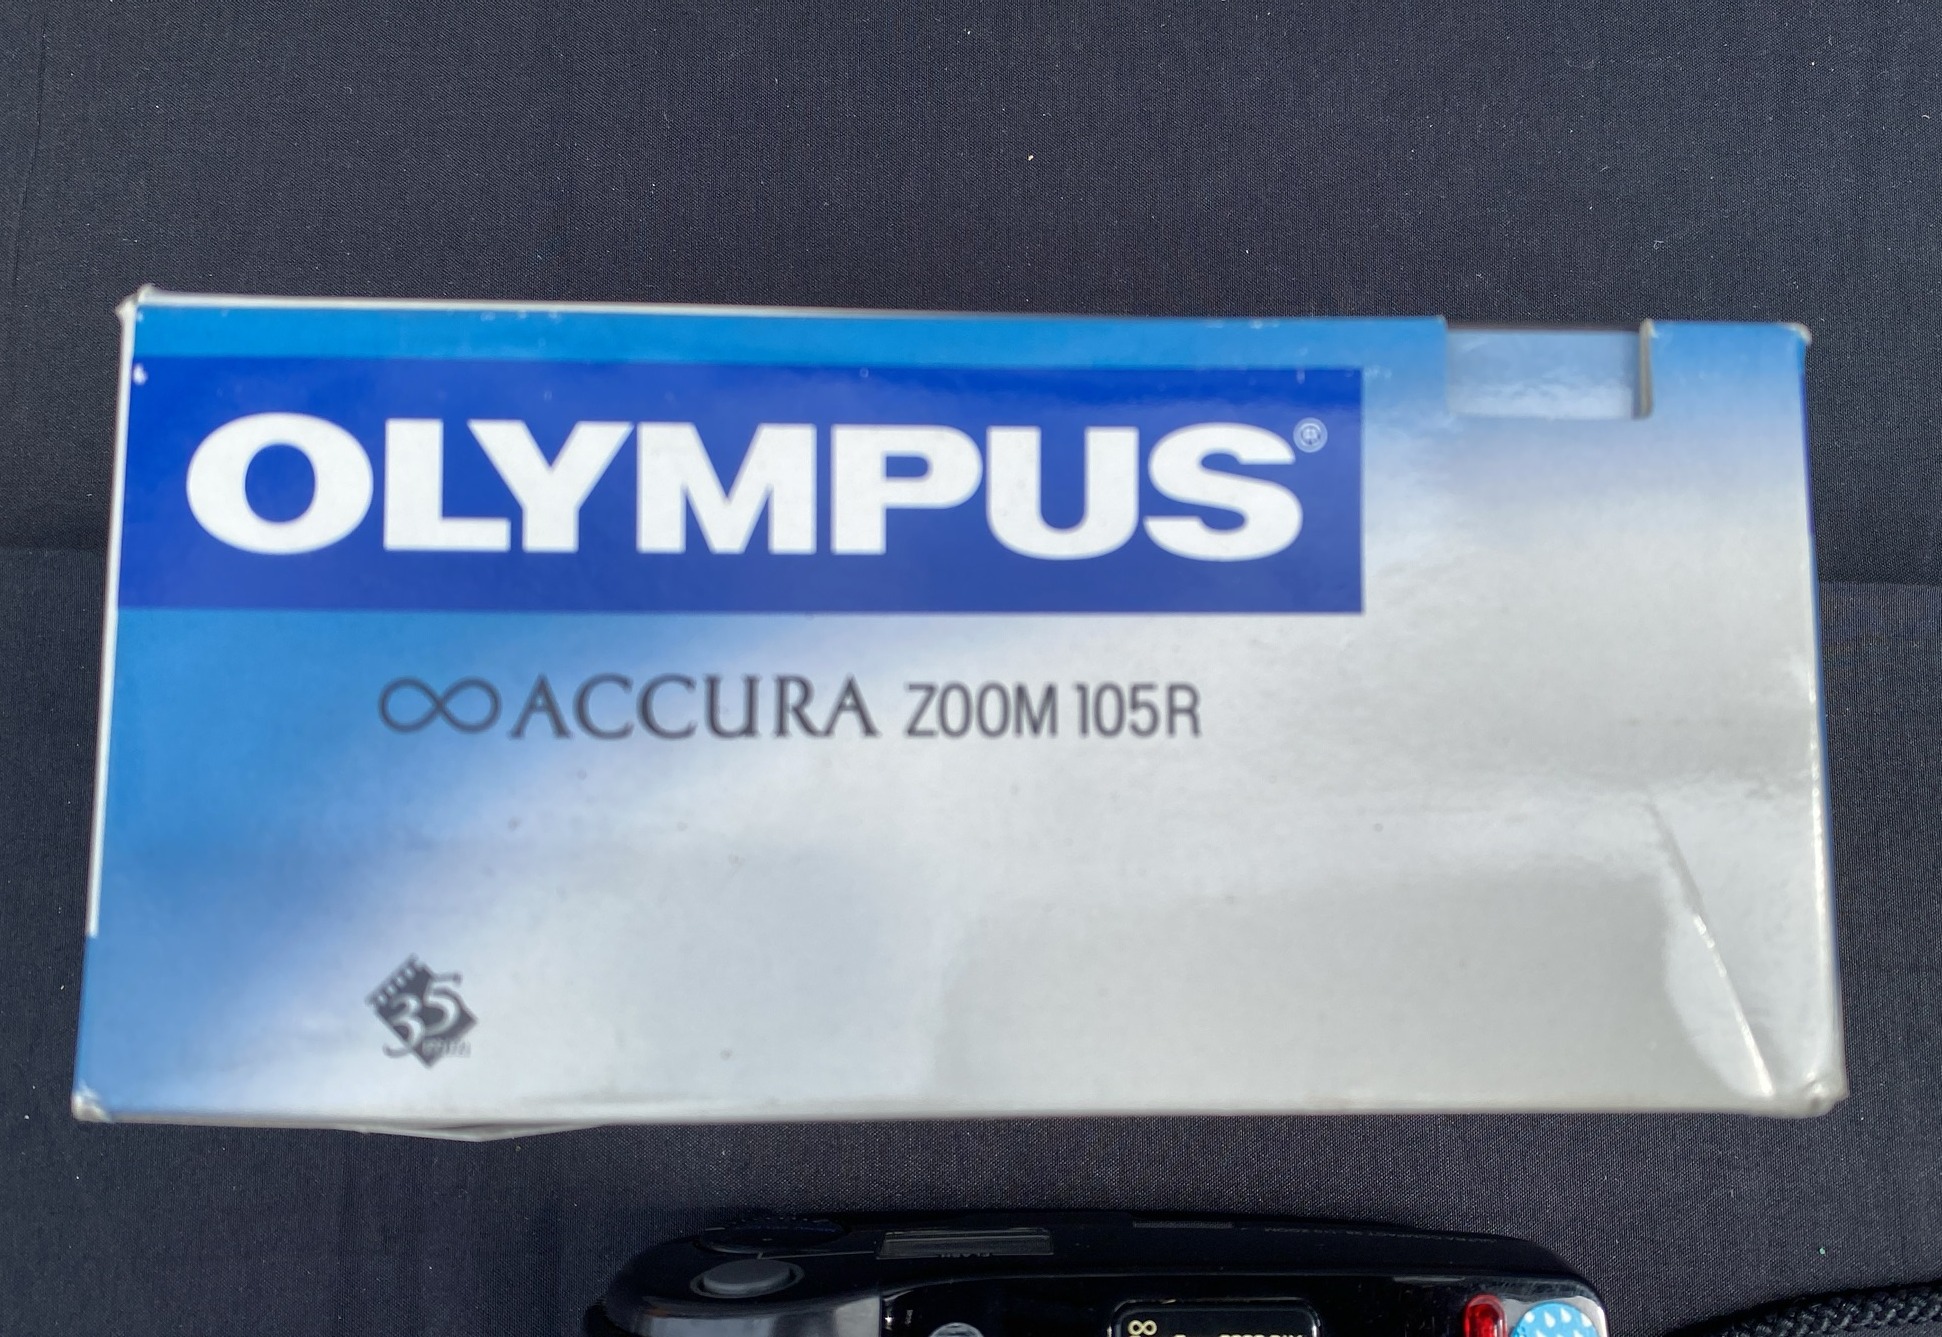 OLYMPUS®
∞ ACCURA ZOOM 105R
35
∞